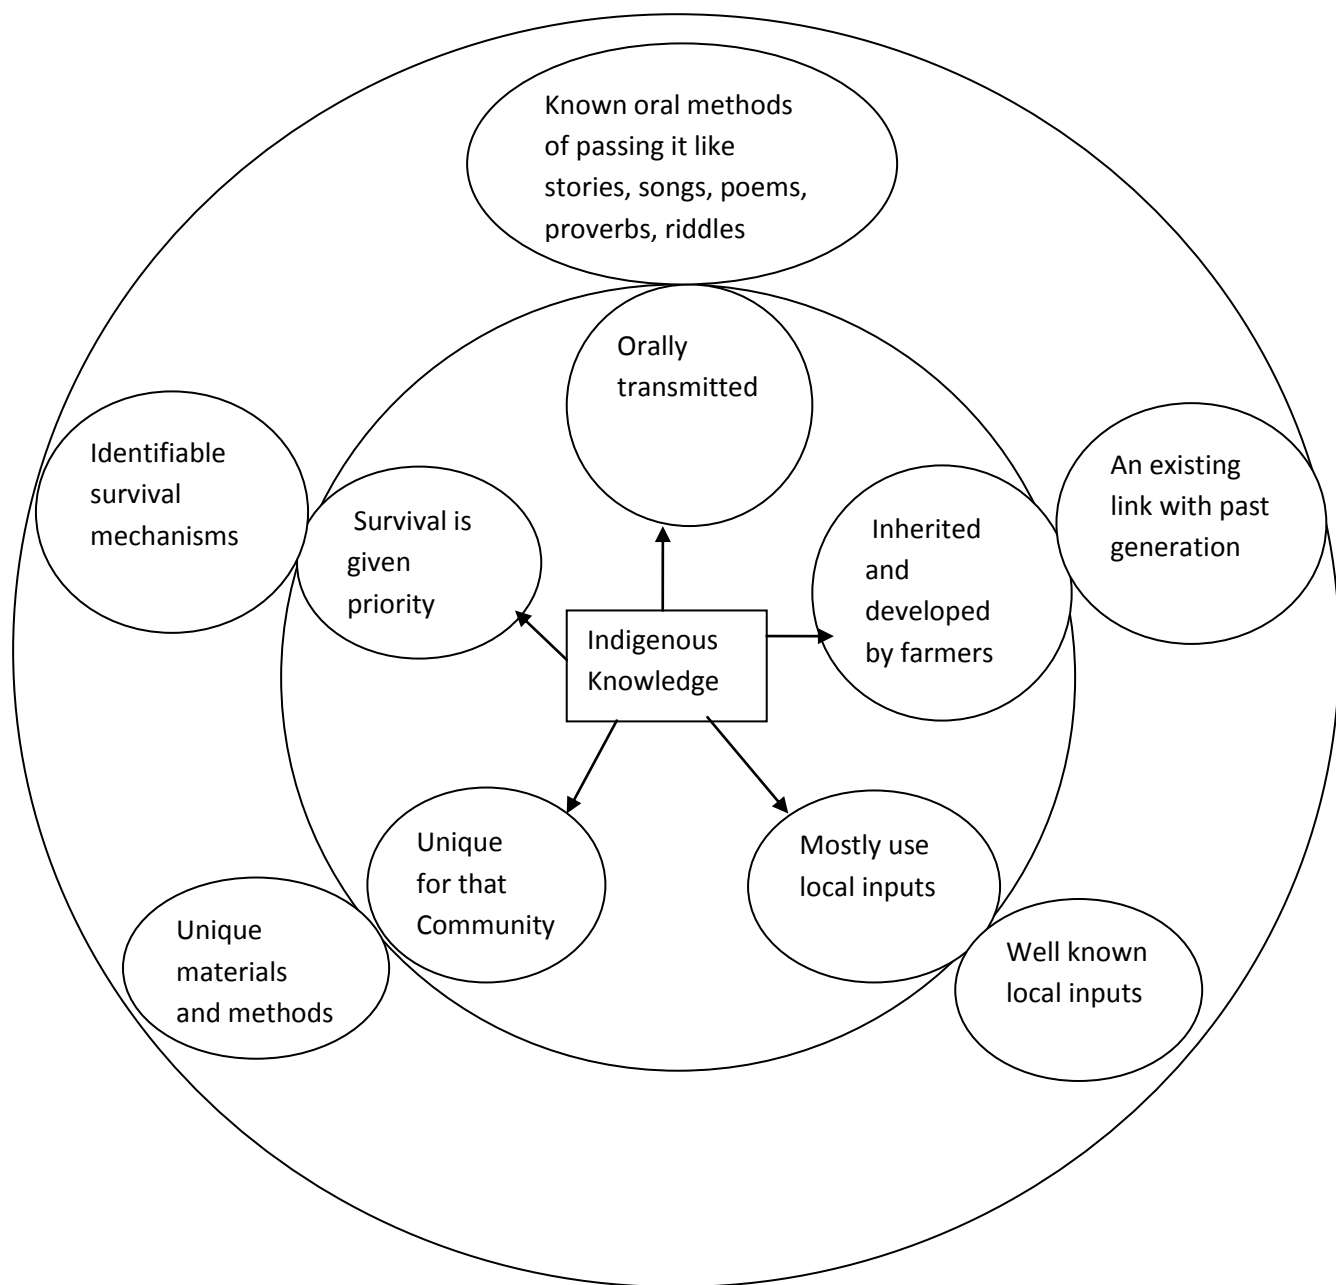 Known oral methods
of passing it like
stories, songs, poems,
proverbs, riddles
Orally
transmitted
Identifiable
survival
mechanisms
Survival is
given
priority
Inherited
and
developed
by farmers
An existing
link with past
generation
Indigenous
Knowledge
Unique
for that
Community
Mostly use
local inputs
Unique
materials
and methods
Well known
local inputs